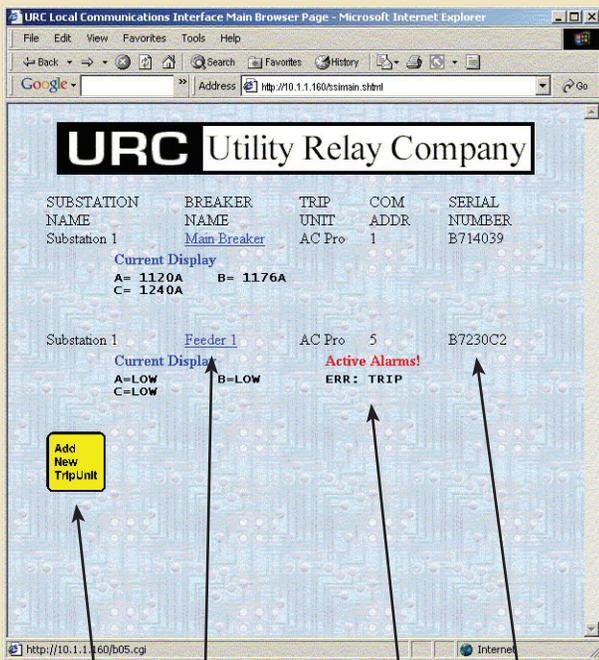 URC Local Communications Interface Main Browser Page - Microsoft Internet Explorer
File Edit View Favorites Tools Help
Back Search Favorites History
Google Address http://10.1.1.160/ssimain.shtml Go
URC Utility Relay Company
SUBSTATION BREAKER TRIP COM SERIAL
NAME NAME UNIT ADDR NUMBER
Substation 1 Main Breaker AC Pro 1 B714039
Current Display
A= 1120A B= 1176A
C= 1240A
Substation 1 Feeder 1 AC Pro 5 B7230C2
Current Display Active Alarms!
A=LOW B=LOW ERR: TRIP
C=LOW
Add
New
TripUnit
http://10.1.1.160/b05.cgi Internet